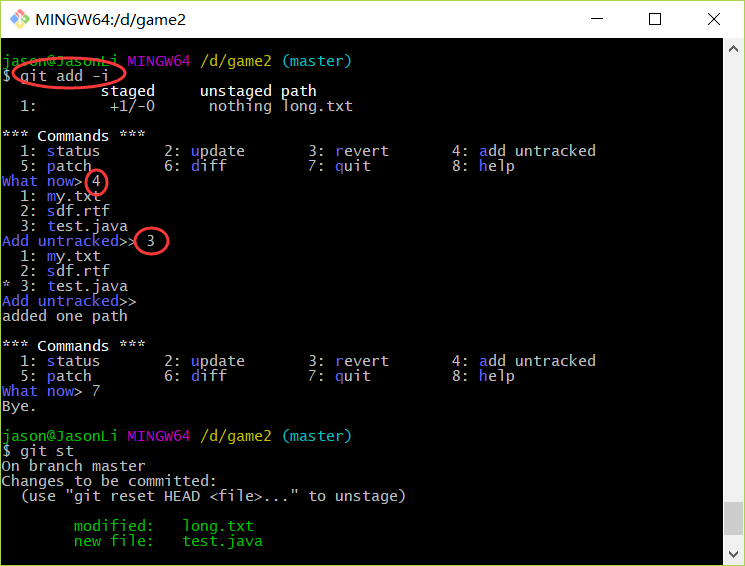 MINGW64:/d/game2
jason@JasonLi MINGW64 /d/game2 (master)
$ git add -i
staged unstaged path
1: +1/-0 nothing long.txt
*** Commands ***
1: status 2: update 3: revert 4: add untracked
5: patch 6: diff 7: quit 8: help
What now> 4
1: my.txt
2: sdf.rtf
3: test.java
Add untracked>> 3
1: my.txt
2: sdf.rtf
* 3: test.java
Add untracked>>
added one path
*** Commands ***
1: status 2: update 3: revert 4: add untracked
5: patch 6: diff 7: quit 8: help
What now> 7
Bye.
jason@JasonLi MINGW64 /d/game2 (master)
$ git st
On branch master
Changes to be committed:
(use "git reset HEAD <file>..." to unstage)
modified: long.txt
new file: test.java